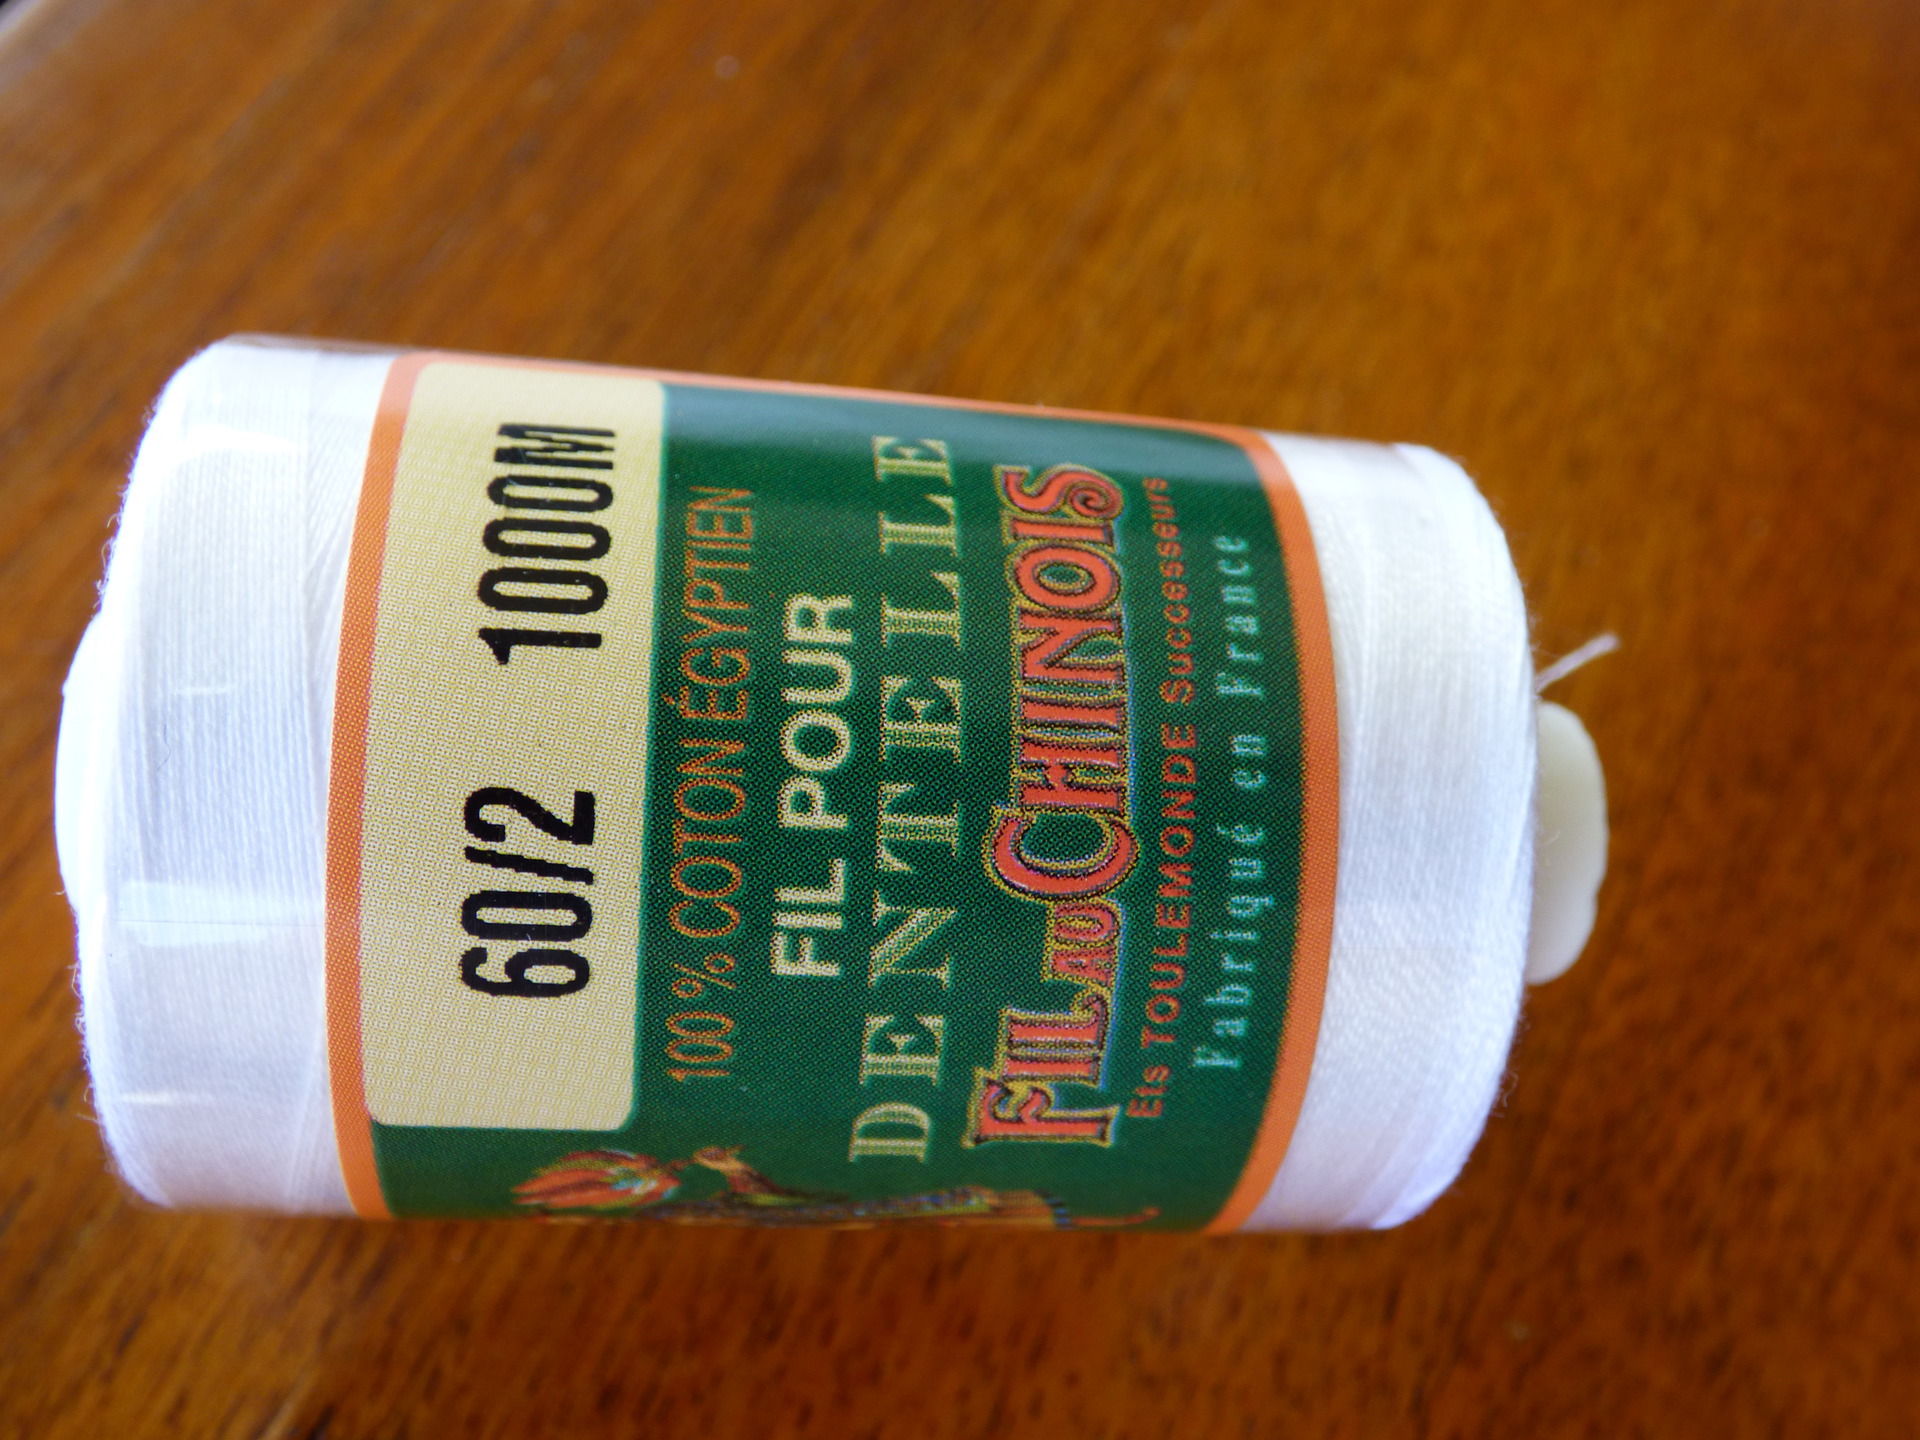 60/2 1000M
100 % COTON ÉGYPTIEN
FIL POUR
DENTELLE
FIL AU CHINOIS
Ets TOULEMONDE Successeurs
Fabriqué en France